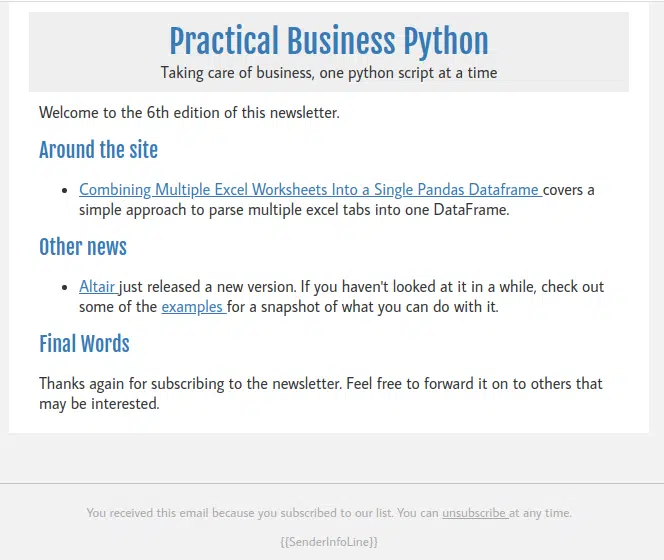 Practical Business Python
Taking care of business, one python script at a time
Welcome to the 6th edition of this newsletter.
Around the site
• Combining Multiple Excel Worksheets Into a Single Pandas Dataframe covers a
simple approach to parse multiple excel tabs into one DataFrame.
Other news
• Altair just released a new version. If you haven't looked at it in a while, check out
some of the examples for a snapshot of what you can do with it.
Final Words
Thanks again for subscribing to the newsletter. Feel free to forward it on to others that
may be interested.
You received this email because you subscribed to our list. You can unsubscribe at any time.
{{SenderInfoLine}}